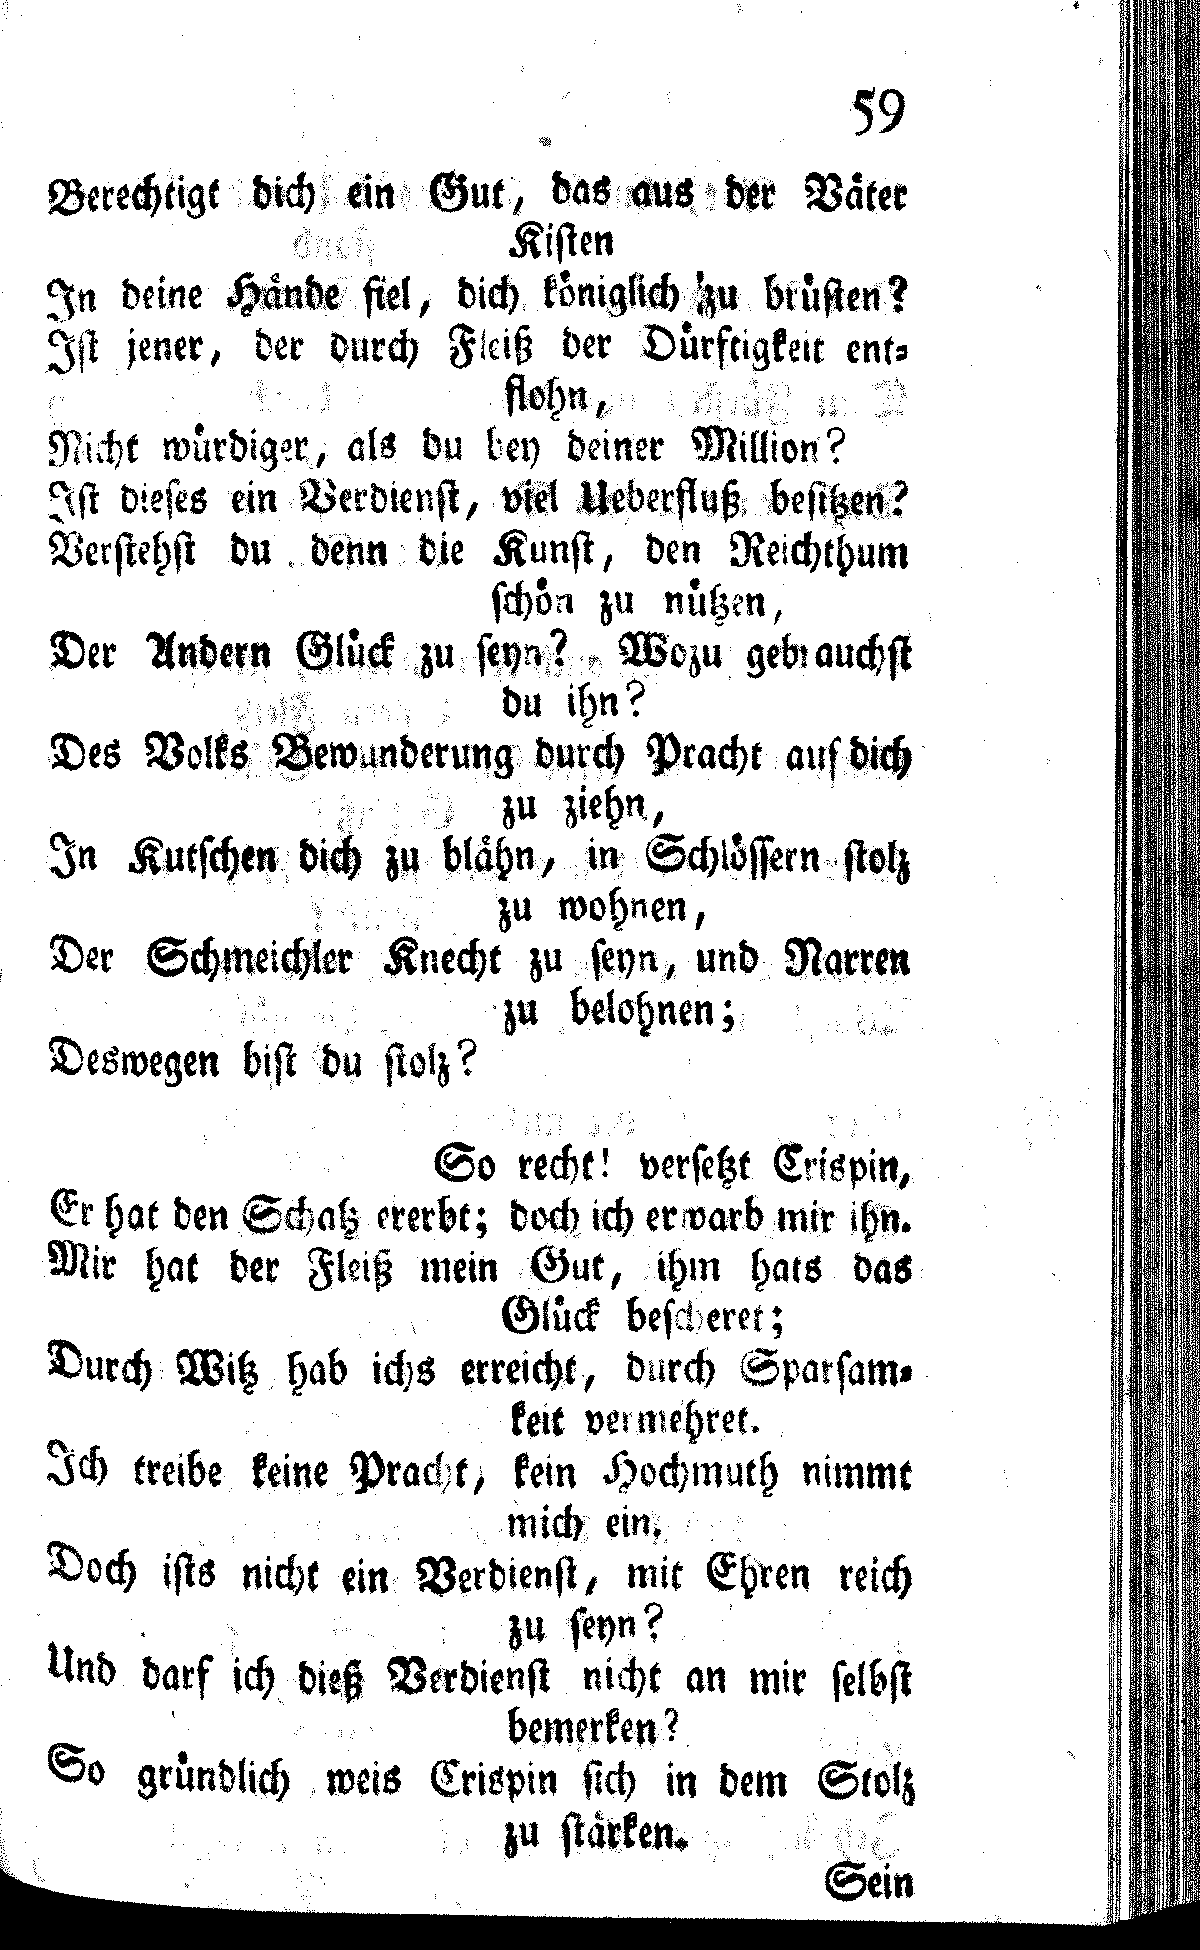 59
Berechtigt dich ein Gut, das aus der Väter
Kisten
In deine Hände fiel, dich königlich zu brüsten?
Ist jener, der durch Fleiß der Dürftigkeit ent-
flohn,
Nicht würdiger, als du bey deiner Million?
Ist dieses ein Verdienst, viel Ueberfluß besitzen?
Verstehst du denn die Kunst, den Reichthum
schön zu nützen,
Der Andern Glück zu seyn? Wozu gebrauchst
du ihn?
Des Volks Bewunderung durch Pracht auf dich
zu ziehn,
In Kutschen dich zu blähn, in Schlössern stolz
zu wohnen,
Der Schmeichler Knecht zu seyn, und Narren
zu belohnen;
Deswegen bist du stolz?
So recht! versetzt Crispin,
Er hat den Schatz ererbt; doch ich erwarb mir ihn.
Mir hat der Fleiß mein Gut, ihm hats das
Glück bescheret;
Durch Witz hab ichs erreicht, durch Sparsam-
keit vermehret.
Ich treibe keine Pracht, kein Hochmuth nimmt
mich ein.
Doch ists nicht ein Verdienst, mit Ehren reich
zu seyn?
Und darf ich dieß Verdienst nicht an mir selbst
bemerken?
So gründlich weis Crispin sich in dem Stolz
zu stärken.
Sein